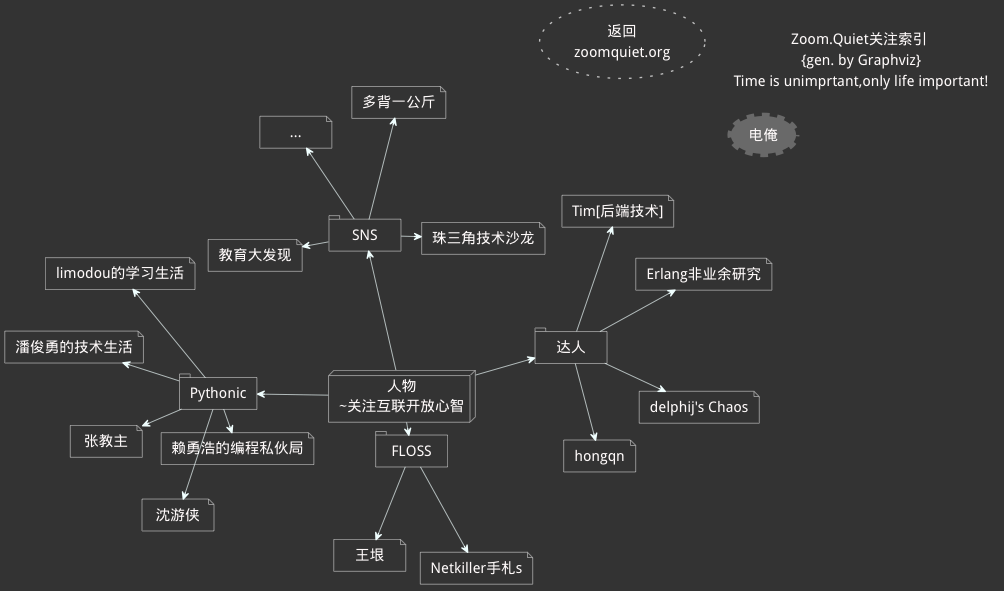 返回
zoomquiet.org
Zoom.Quiet关注索引
{gen. by Graphviz}
Time is unimprtant,only life important!
多背一公斤
...
电俺
Tim[后端技术]
SNS
珠三角技术沙龙
教育大发现
limodou的学习生活
Erlang非业余研究
潘俊勇的技术生活
达人
人物
~关注互联开放心智
Pythonic
delphij's Chaos
张教主
赖勇浩的编程私伙局
FLOSS
hongqn
沈游侠
王垠
Netkiller手札s